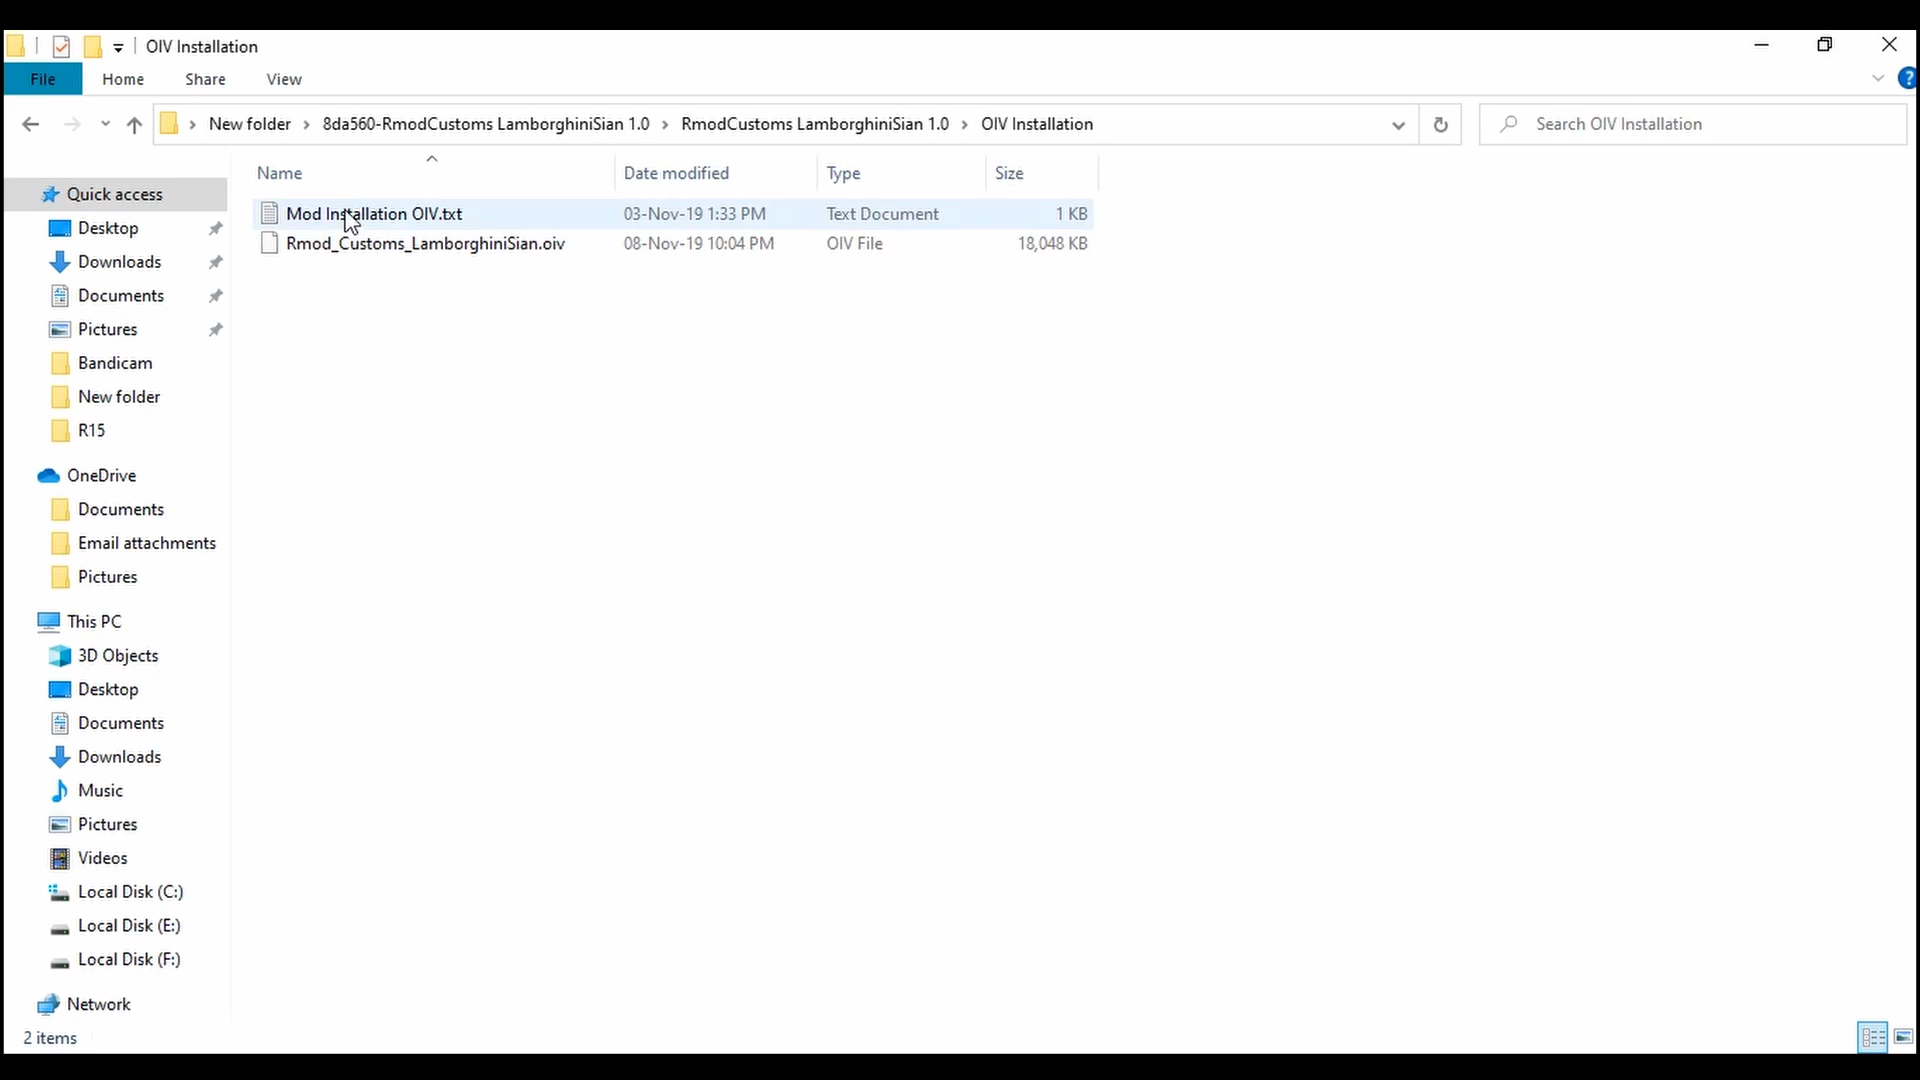 OIV Installation
File Home Share View
New folder 8da560-RmodCustoms LamborghiniSian 1.0 RmodCustoms LamborghiniSian 1.0 OIV Installation Search OIV Installation
Name Date modified Type Size
Mod Installation OIV.txt 03-Nov-19 1:33 PM Text Document 1 KB
Rmod_Customs_LamborghiniSian.oiv 08-Nov-19 10:04 PM OIV File 18,048 KB
Quick access
Desktop
Downloads
Documents
Pictures
Bandicam
New folder
R15
OneDrive
Documents
Email attachments
Pictures
This PC
3D Objects
Desktop
Documents
Downloads
Music
Pictures
Videos
Local Disk (C:)
Local Disk (E:)
Local Disk (F:)
Network
2 items